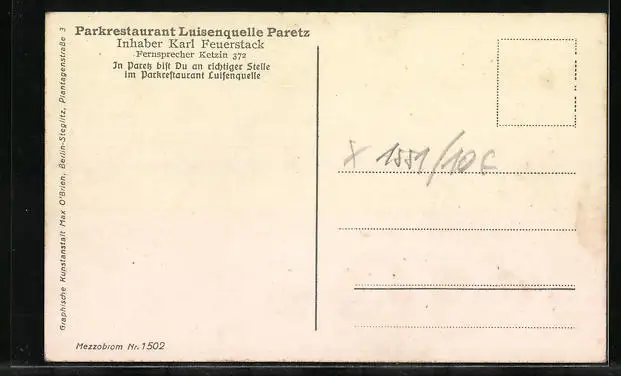 Parkrestaurant Luisenquelle Paretz
Inhaber Karl Feuerstack
Fernsprecher Ketzin 372
In Paretz bist Du an richtiger Stelle
im Parkrestaurant Luisenquelle
Graphische Kunstanstalt Max O'Brien, Berlin-Steglitz, Plantagenstraße 3
Mezzobrom Nr. 1502